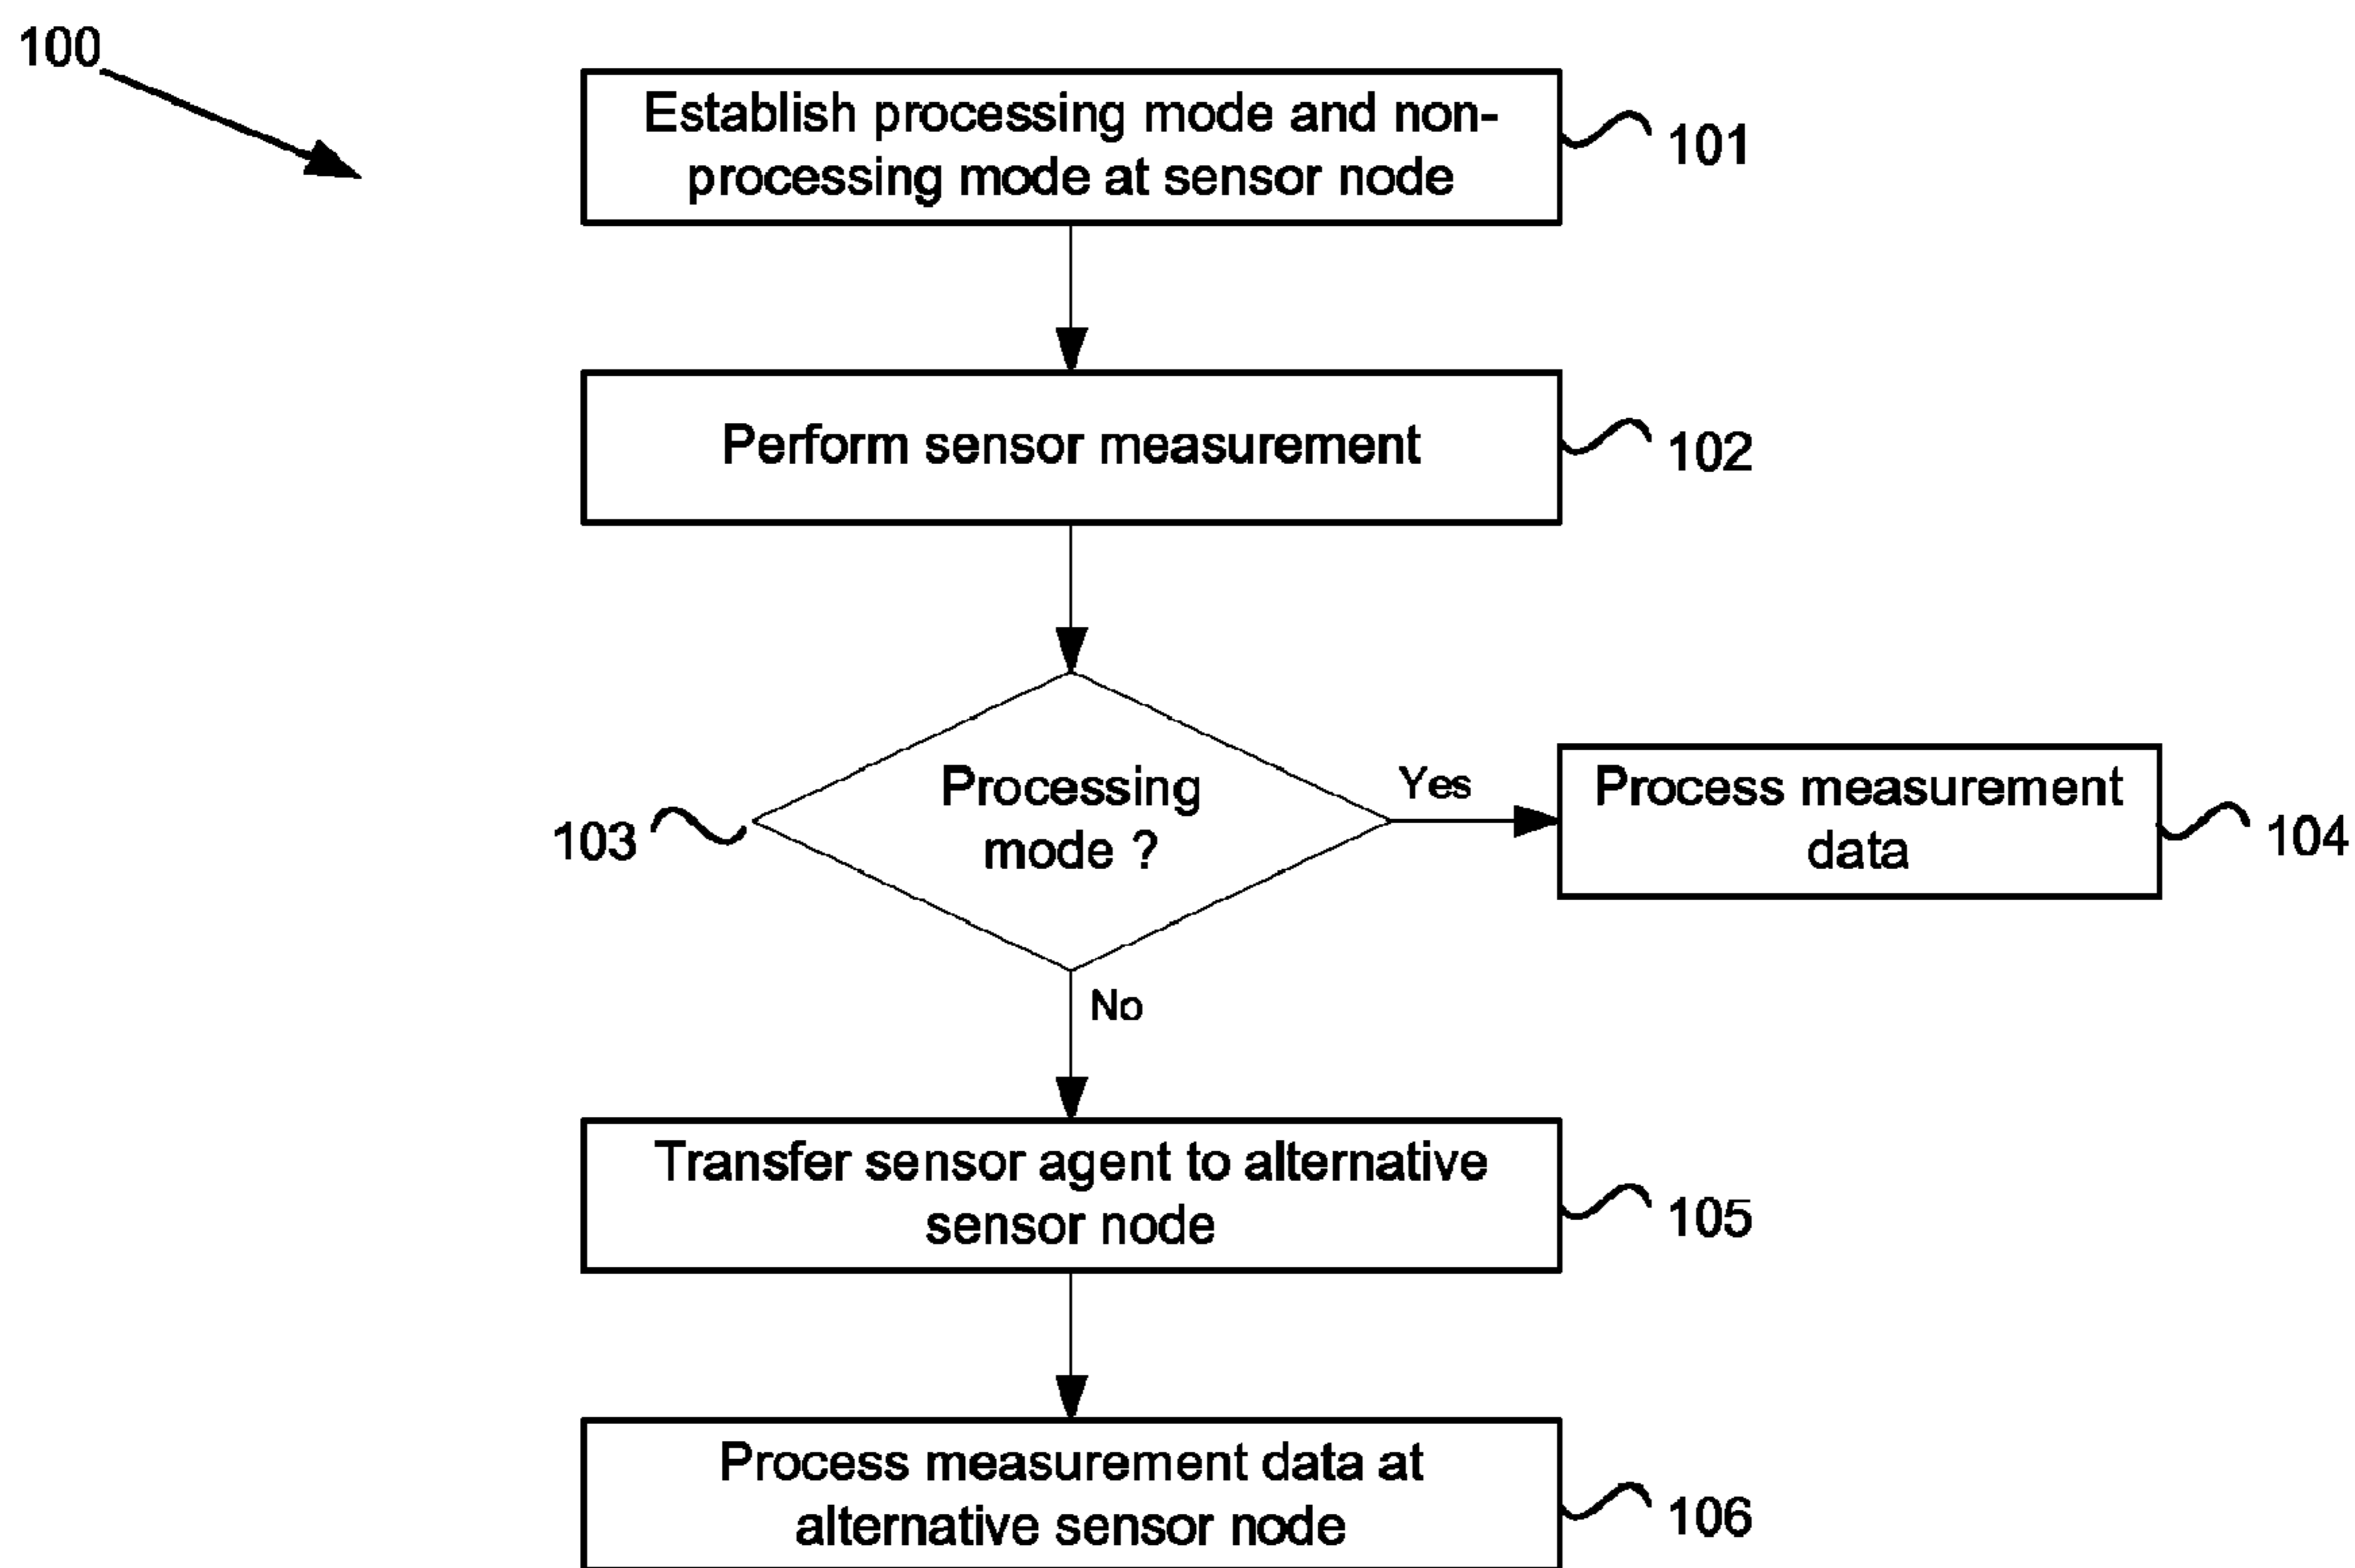 100
Establish processing mode and non-
processing mode at sensor node
101
Perform sensor measurement
102
Processing
mode ?
103
Yes
Process measurement
data
104
No
Transfer sensor agent to alternative
sensor node
105
Process measurement data at
alternative sensor node
106